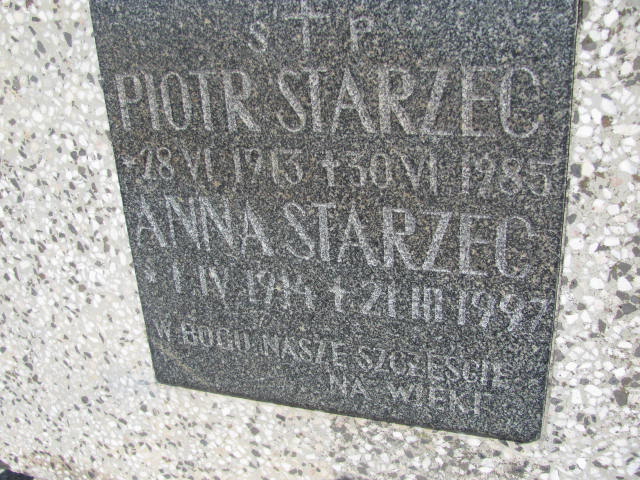 Ś † P
PIOTR STARZEC
*28 VI 1913 † 30 VI 1985
ANNA STARZEC
* 1.IV 1914 † 21 III 1997
W BOGU NASZE SZCZĘŚCIE
NA WIEKI